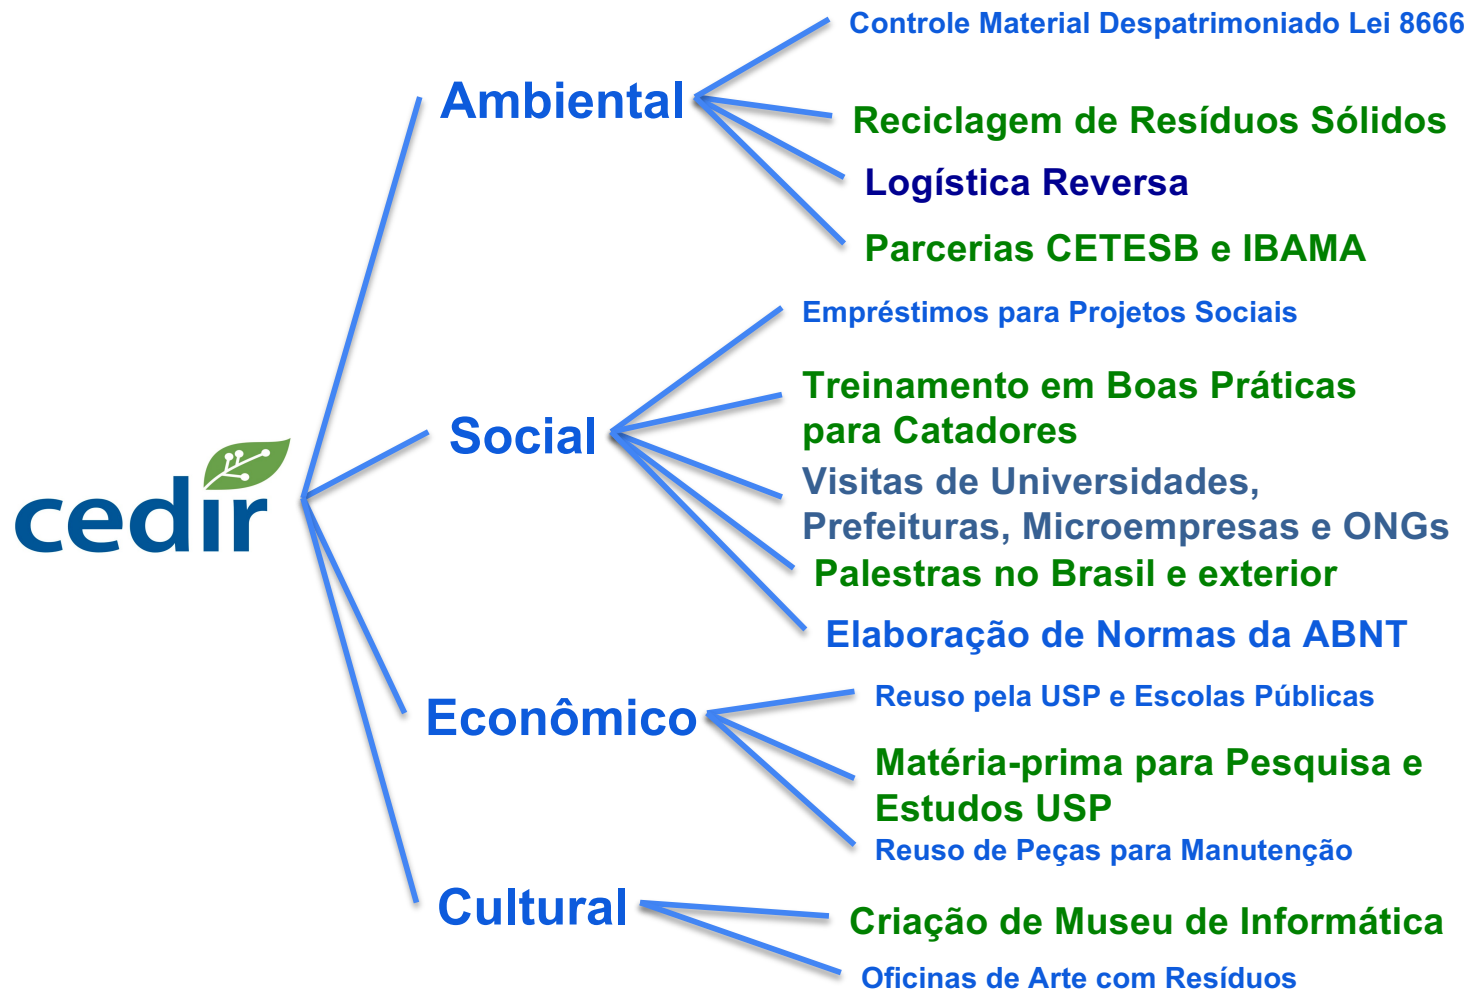 cedir
Ambiental
Controle Material Despatrimoniado Lei 8666
Reciclagem de Resíduos Sólidos
Logística Reversa
Parcerias CETESB e IBAMA
Social
Empréstimos para Projetos Sociais
Treinamento em Boas Práticas
para Catadores
Visitas de Universidades,
Prefeituras, Microempresas e ONGs
Palestras no Brasil e exterior
Elaboração de Normas da ABNT
Econômico
Reuso pela USP e Escolas Públicas
Matéria-prima para Pesquisa e
Estudos USP
Reuso de Peças para Manutenção
Cultural
Criação de Museu de Informática
Oficinas de Arte com Resíduos